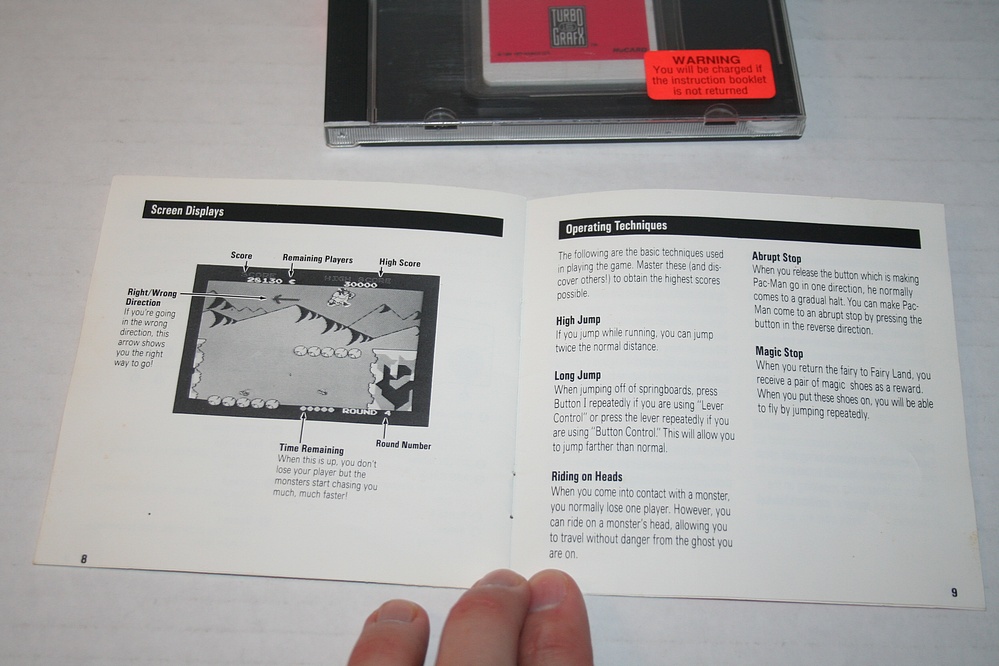 TURBO
GRAFX
WARNING
You will be charged if
the instruction booklet
is not returned
Screen Displays
Score
Remaining Players
High Score
SCORE
HIGH SCORE
28130
30000
Right/Wrong
Direction
If you're going
in the wrong
direction, this
arrow shows
you the right
way to go!
ROUND 4
Time Remaining
When this is up, you don't
lose your player but the
monsters start chasing you
much, much faster!
Round Number
8
Operating Techniques
The following are the basic techniques used
in playing the game. Master these (and dis-
cover others!) to obtain the highest scores
possible.
High Jump
If you jump while running, you can jump
twice the normal distance.
Long Jump
When jumping off of springboards, press
Button I repeatedly if you are using "Lever
Control" or press the lever repeatedly if you
are using "Button Control." This will allow you
to jump farther than normal.
Riding on Heads
When you come into contact with a monster,
you normally lose one player. However, you
can ride on a monster's head, allowing you
to travel without danger from the ghost you
are on.
Abrupt Stop
When you release the button which is making
Pac-Man go in one direction, he normally
comes to a gradual halt. You can make Pac-
Man come to an abrupt stop by pressing the
button in the reverse direction.
Magic Stop
When you return the fairy to Fairy Land, you
receive a pair of magic shoes as a reward.
When you put these shoes on, you will be able
to fly by jumping repeatedly.
9